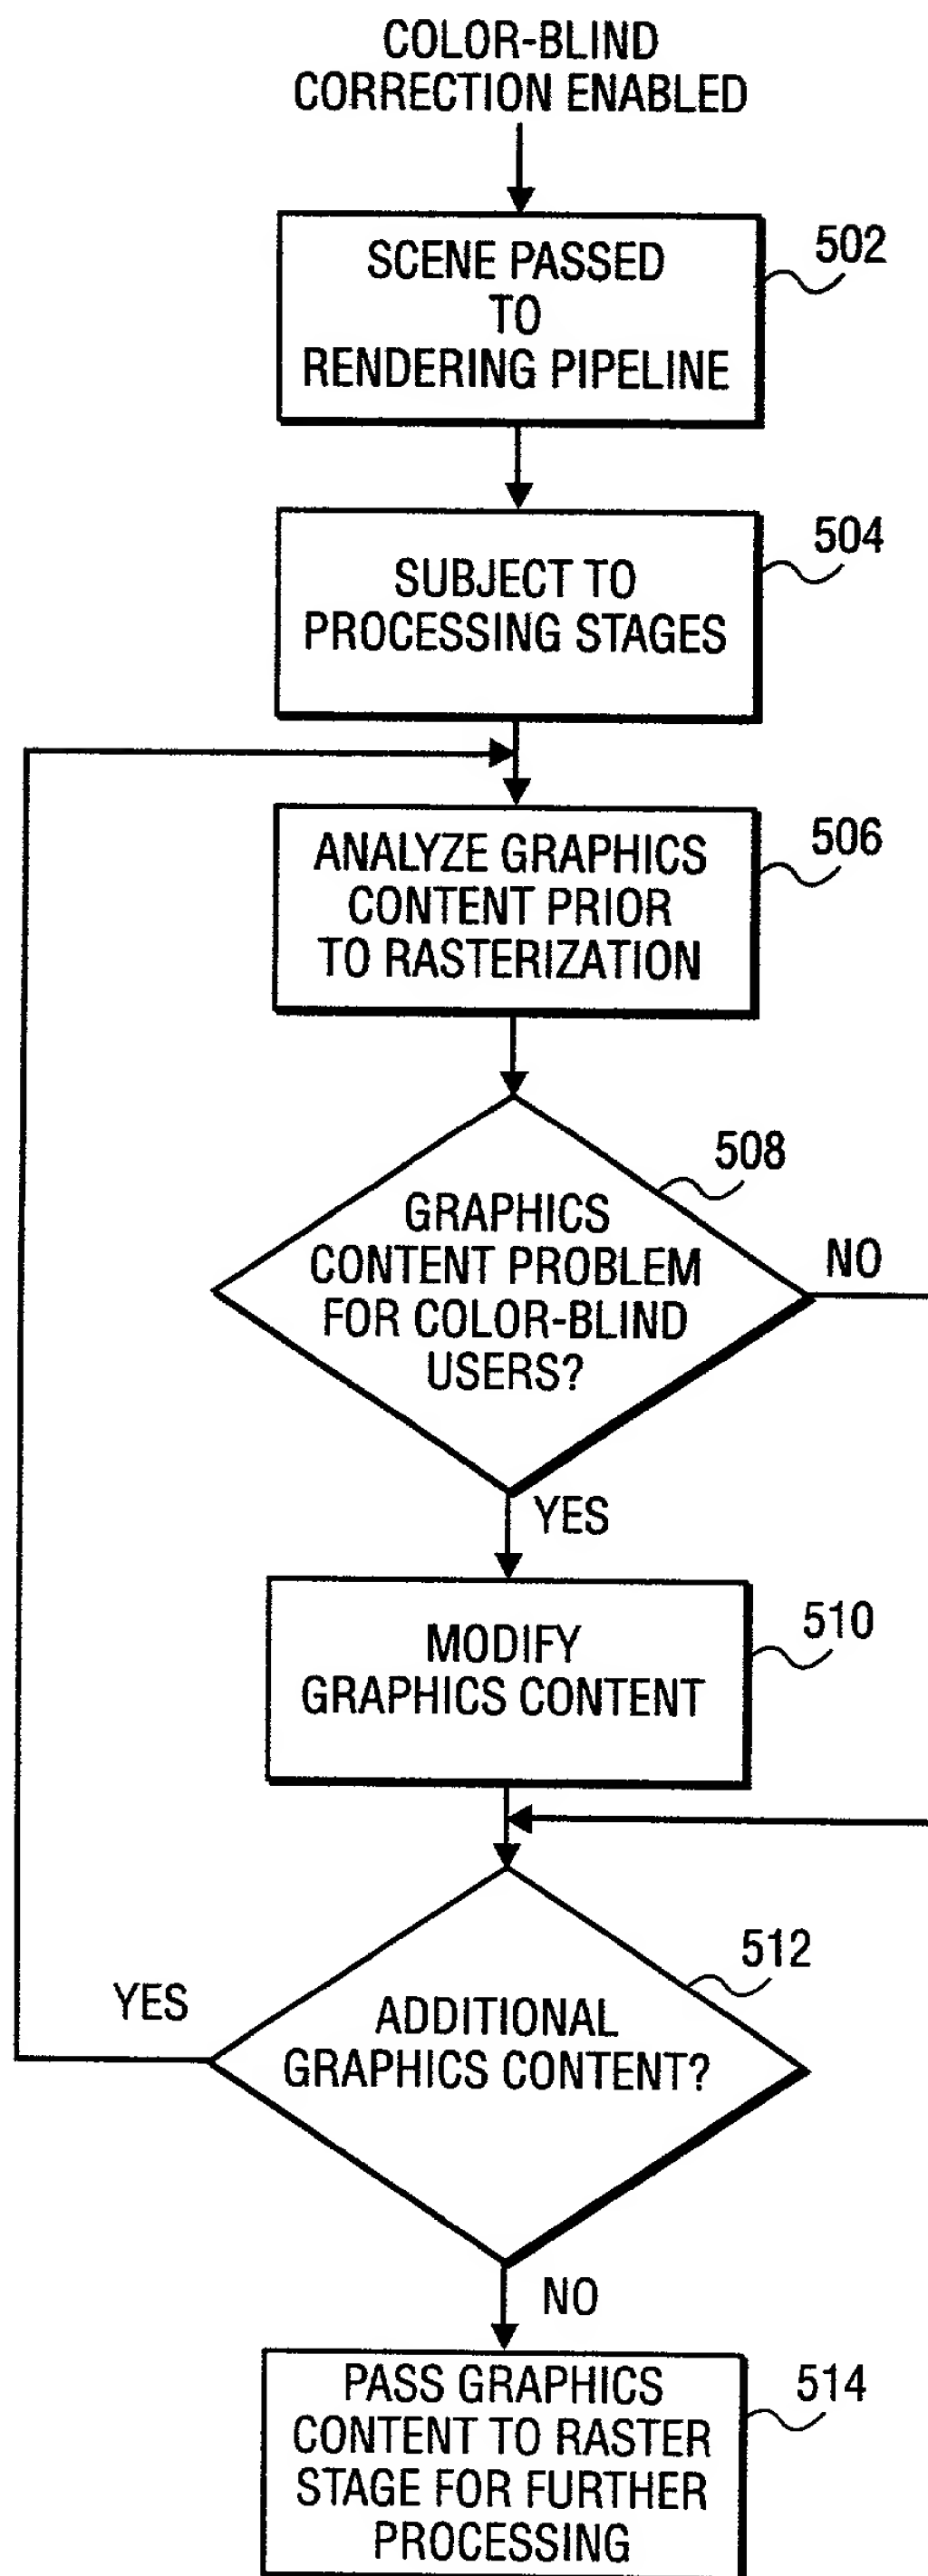 COLOR-BLIND
CORRECTION ENABLED
SCENE PASSED
TO
RENDERING PIPELINE
502
SUBJECT TO
PROCESSING STAGES
504
ANALYZE GRAPHICS
CONTENT PRIOR
TO RASTERIZATION
506
GRAPHICS
CONTENT PROBLEM
FOR COLOR-BLIND
USERS?
508
NO
YES
MODIFY
GRAPHICS CONTENT
510
ADDITIONAL
GRAPHICS CONTENT?
512
YES
NO
PASS GRAPHICS
CONTENT TO RASTER
STAGE FOR FURTHER
PROCESSING
514